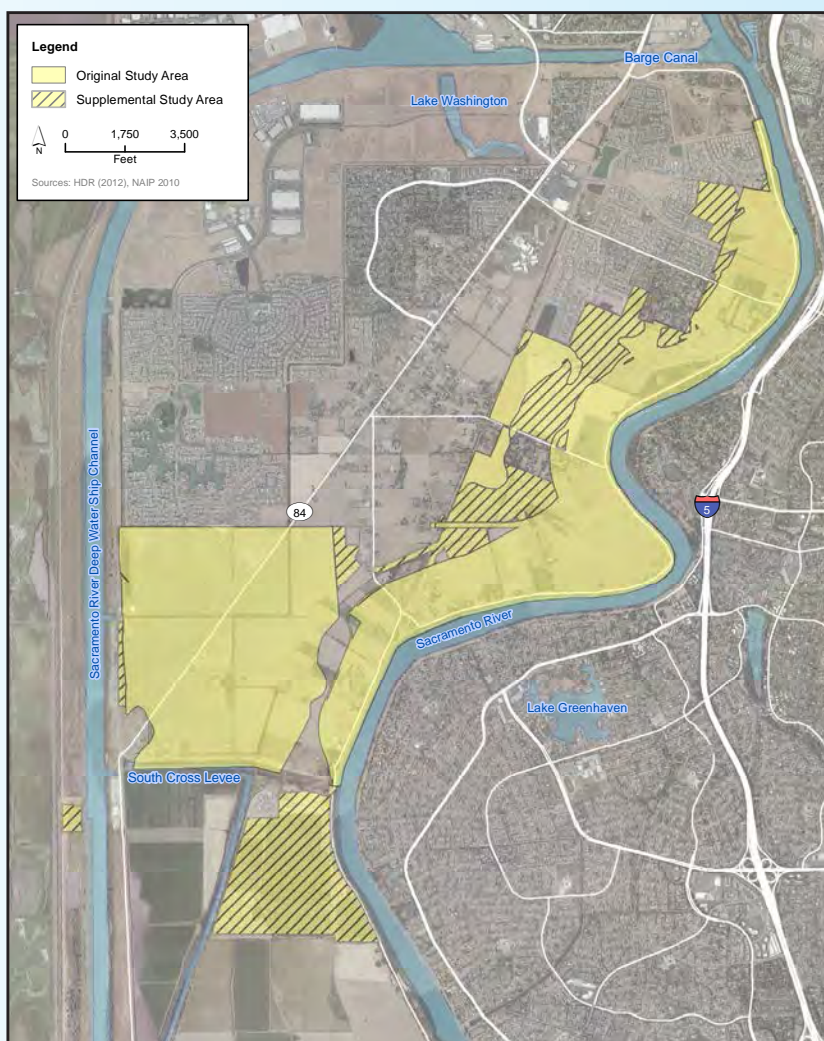 Legend
Original Study Area
Supplemental Study Area
N
0 1,750 3,500
Feet
Sources: HDR (2012), NAIP 2010
Barge Canal
Lake Washington
84
5
Sacramento River Deep Water Ship Channel
Sacramento River
Lake Greenhaven
South Cross Levee